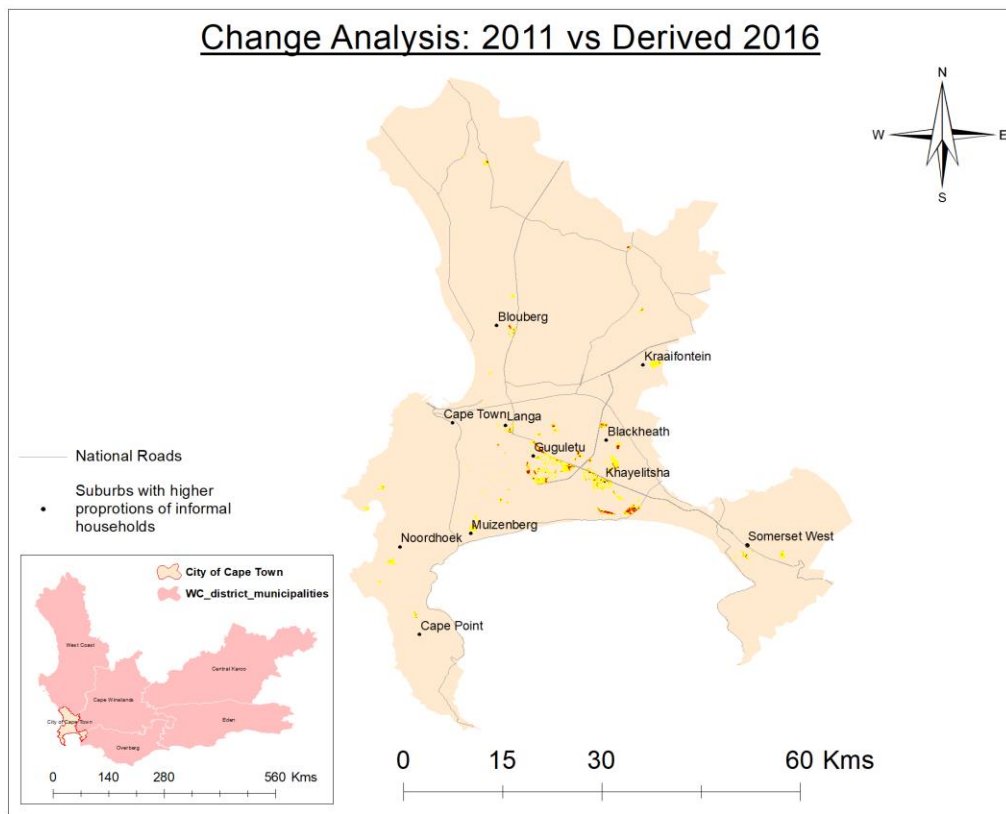 Change Analysis: 2011 vs Derived 2016
N
W
E
S
Blouberg
Kraaifontein
Cape Town
Langa
Blackheath
Guguletu
Khayelitsha
Muizenberg
Noordhoek
Somerset West
Cape Point
National Roads
Suburbs with higher
proprotions of informal
households
City of Cape Town
WC_district_municipalities
West Coast
Central Karoo
Cape Winelands
City of Cape Town
Eden
Overberg
0 140 280 560 Kms
0 15 30 60 Kms